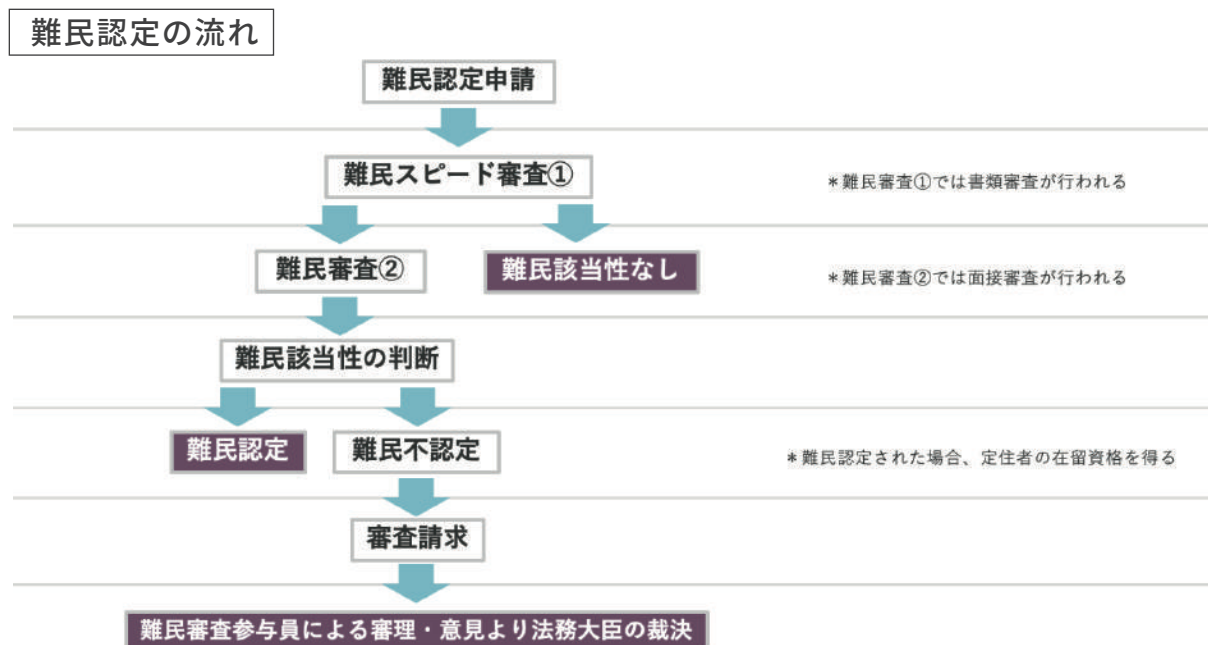 難民認定の流れ
難民認定申請
難民スピード審査①
＊難民審査①では書類審査が行われる
難民審査②
難民該当性なし
＊難民審査②では面接審査が行われる
難民該当性の判断
難民認定
難民不認定
＊難民認定された場合、定住者の在留資格を得る
審査請求
難民審査参与員による審理・意見より法務大臣の裁決